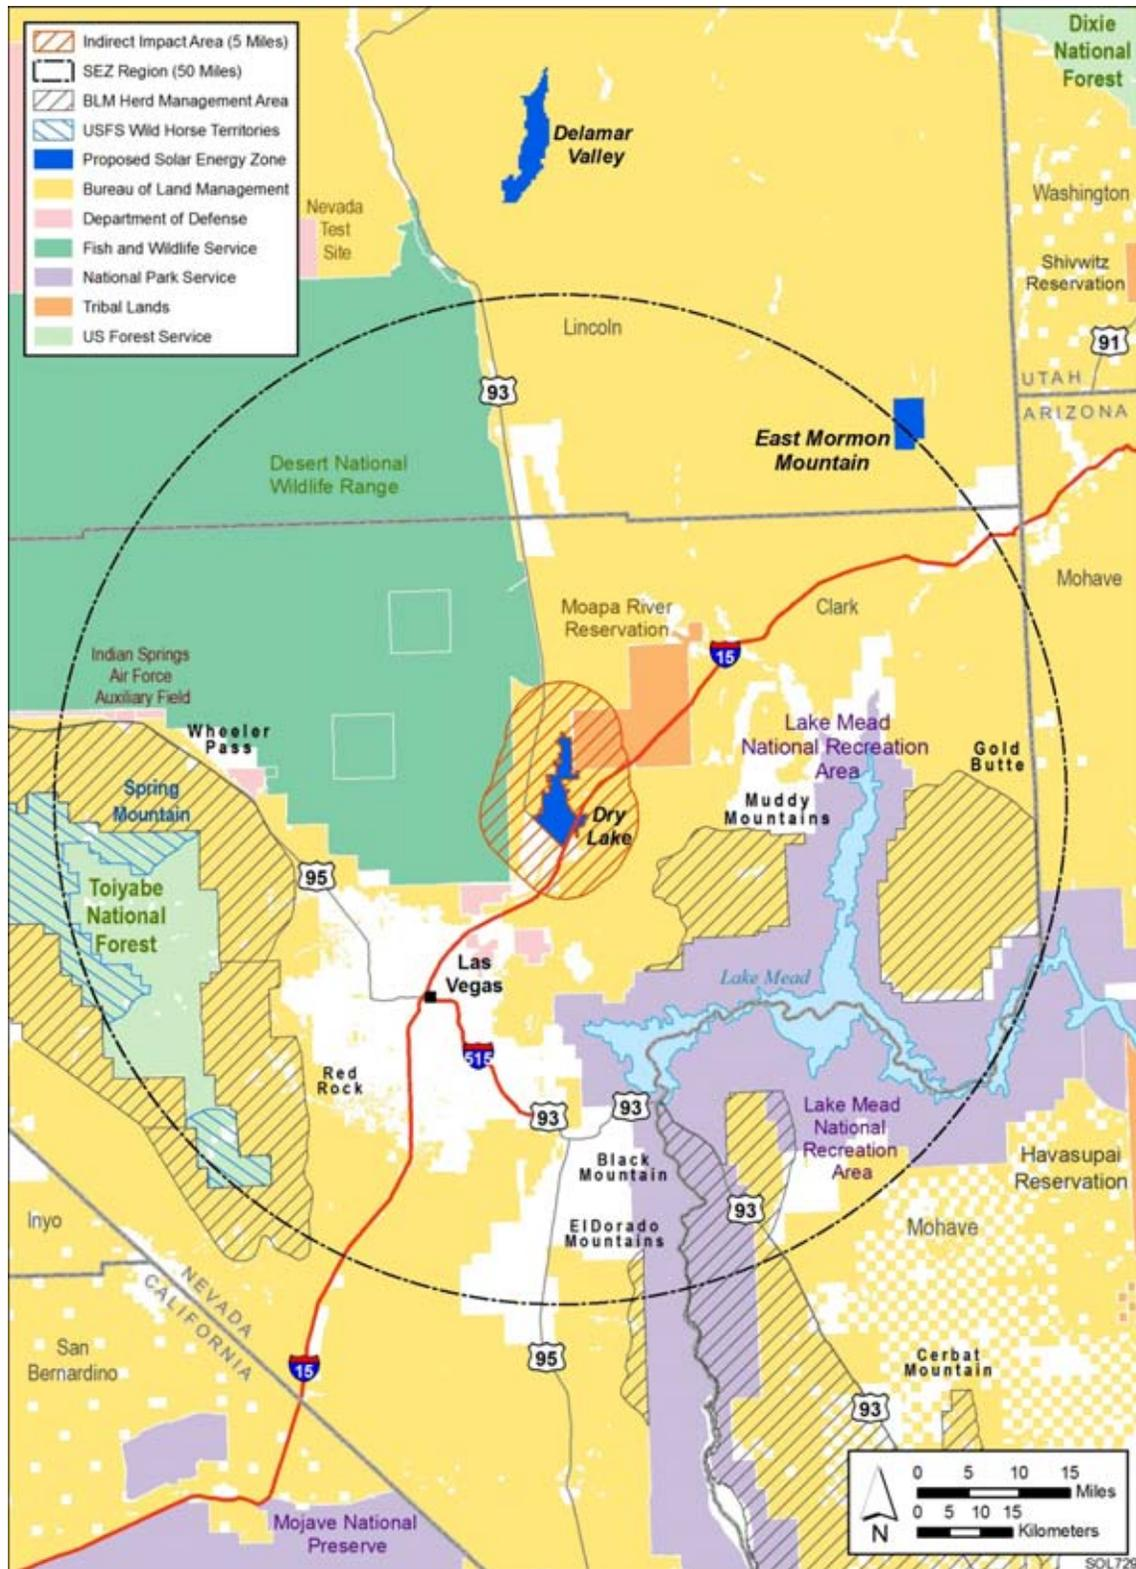 Indirect Impact Area (5 Miles)
SEZ Region (50 Miles)
BLM Herd Management Area
USFS Wild Horse Territories
Proposed Solar Energy Zone
Bureau of Land Management
Department of Defense
Fish and Wildlife Service
National Park Service
Tribal Lands
US Forest Service
Dixie
National
Forest
Delamar
Valley
Nevada
Test
Site
Washington
Shivwitz
Reservation
91
UTAH
ARIZONA
Lincoln
93
East Mormon
Mountain
Desert National
Wildlife Range
Mohave
Clark
Moapa River
Reservation
15
Indian Springs
Air Force
Auxiliary Field
Wheeler
Pass
Lake Mead
National Recreation
Area
Gold
Butte
Spring
Mountain
Muddy
Mountains
Dry
Lake
95
Toiyabe
National
Forest
Las
Vegas
Lake Mead
515
Red
Rock
93
93
Lake Mead
National
Recreation
Area
Black
Mountain
Havasupai
Reservation
93
Inyo
ElDorado
Mountains
Mohave
NEVADA
CALIFORNIA
San
Bernardino
15
95
Cerbat
Mountain
93
0 5 10 15
Miles
0 5 10 15
Kilometers
N
Mojave National
Preserve
SOL729